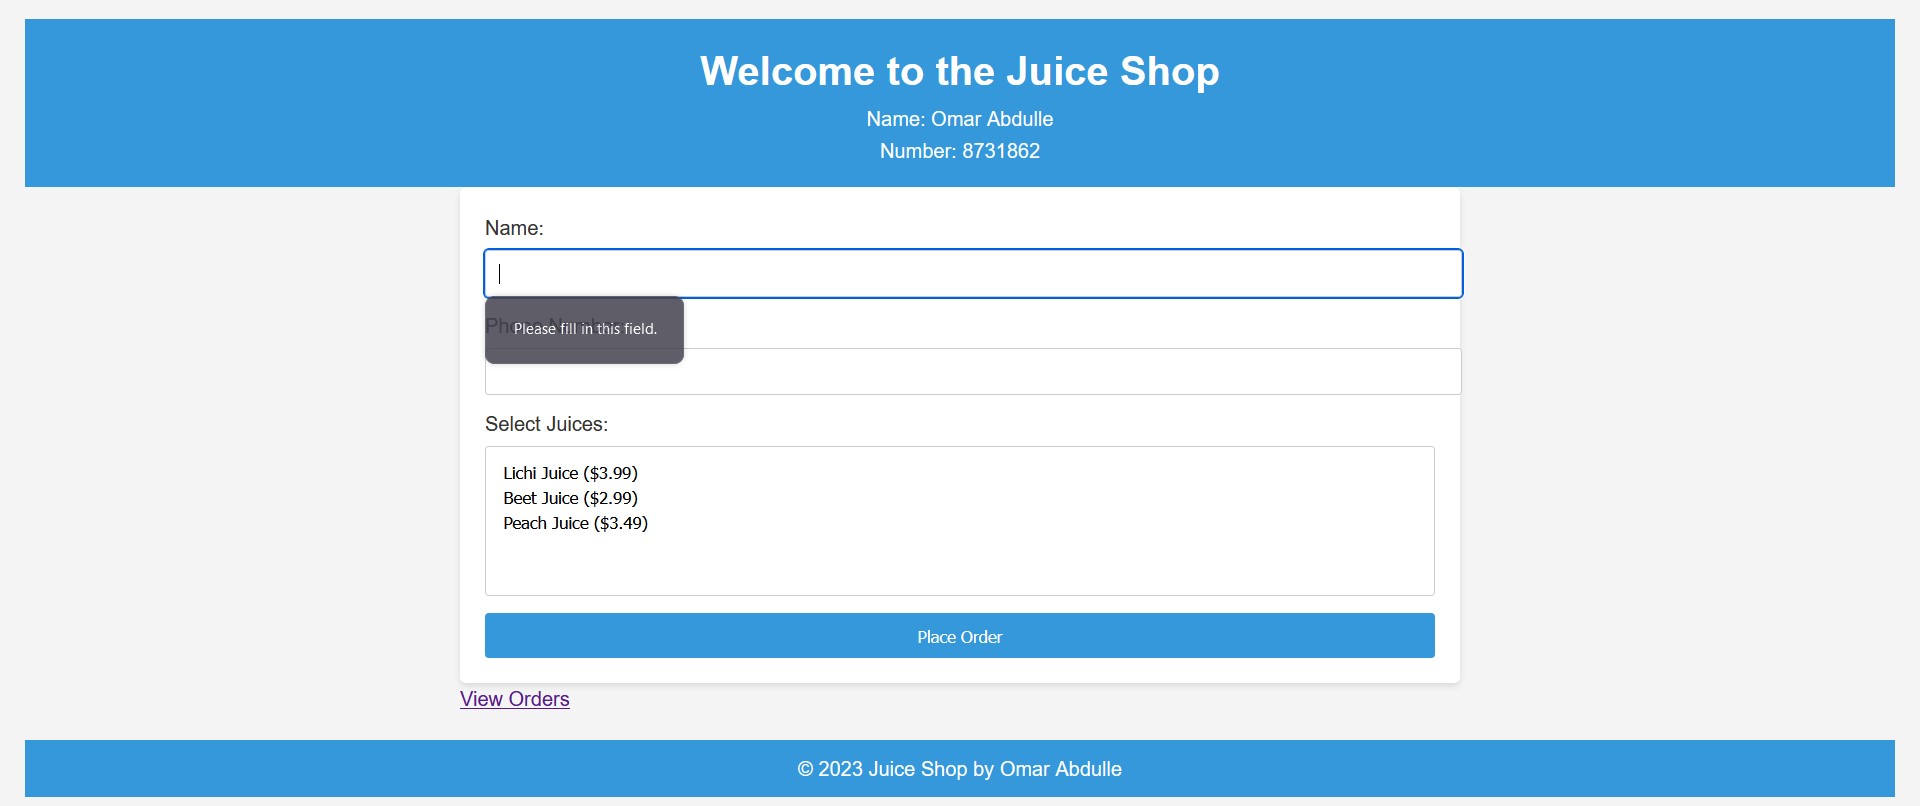 Welcome to the Juice Shop
Name: Omar Abdulle
Number: 8731862
Name:
Please fill in this field.
Select Juices:
Lichi Juice ($3.99)
Beet Juice ($2.99)
Peach Juice ($3.49)
Place Order
View Orders
© 2023 Juice Shop by Omar Abdulle